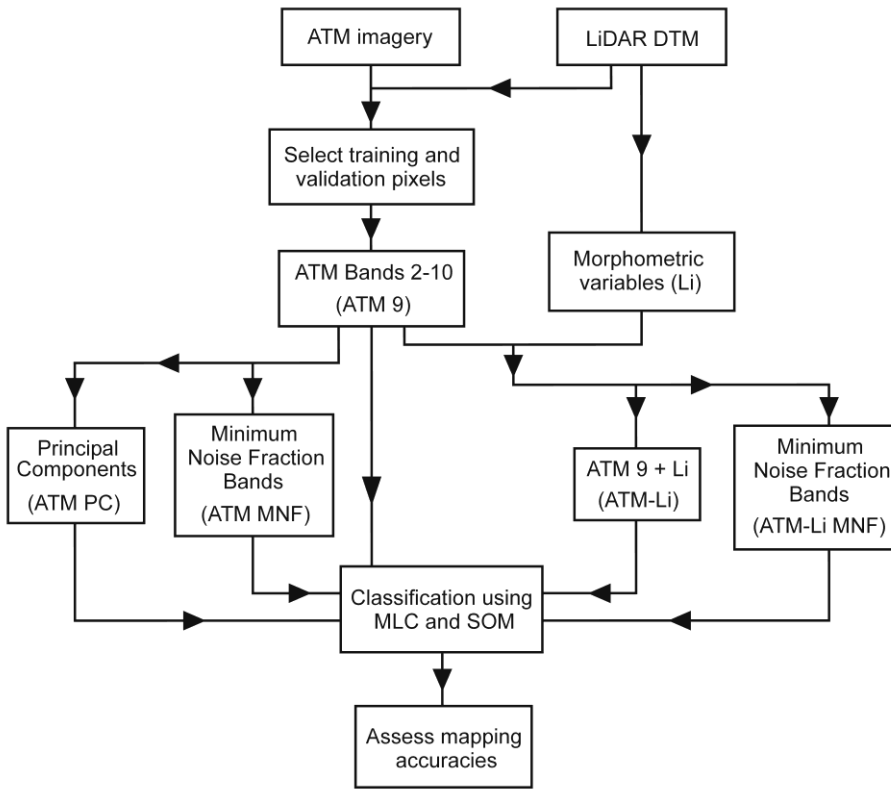 ATM imagery
LiDAR DTM
Select training and
validation pixels
ATM Bands 2-10
(ATM 9)
Morphometric
variables (Li)
Principal
Components
(ATM PC)
Minimum
Noise Fraction
Bands
(ATM MNF)
ATM 9 + Li
(ATM-Li)
Minimum
Noise Fraction
Bands
(ATM-Li MNF)
Classification using
MLC and SOM
Assess mapping
accuracies